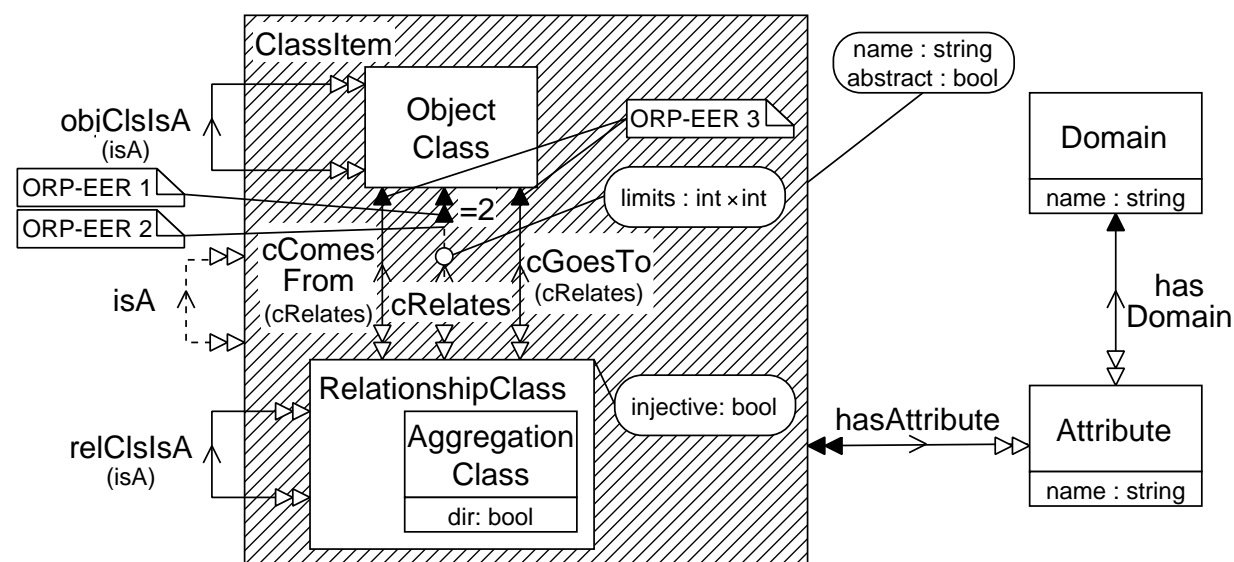 ClassItem
name : string
abstract : bool
Object
Class
ORP-EER 3
Domain
name : string
objClsIsA
(isA)
ORP-EER 1
ORP-EER 2
limits : int×int
=2
cComes
From
(cRelates)
cRelates
cGoesTo
(cRelates)
isA
has
Domain
RelationshipClass
injective: bool
relClsIsA
(isA)
Aggregation
Class
dir: bool
hasAttribute
Attribute
name : string